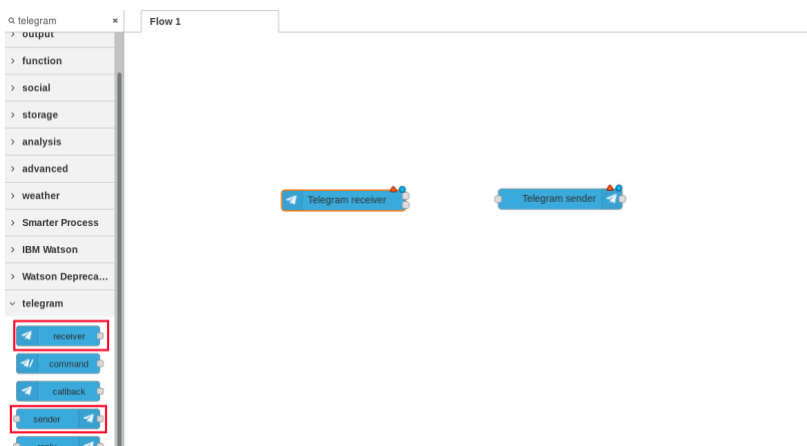 telegram
×
Flow 1
output
function
social
storage
analysis
advanced
weather
Smarter Process
IBM Watson
Watson Depreca...
telegram
receiver
command
callback
sender
Telegram receiver
Telegram sender